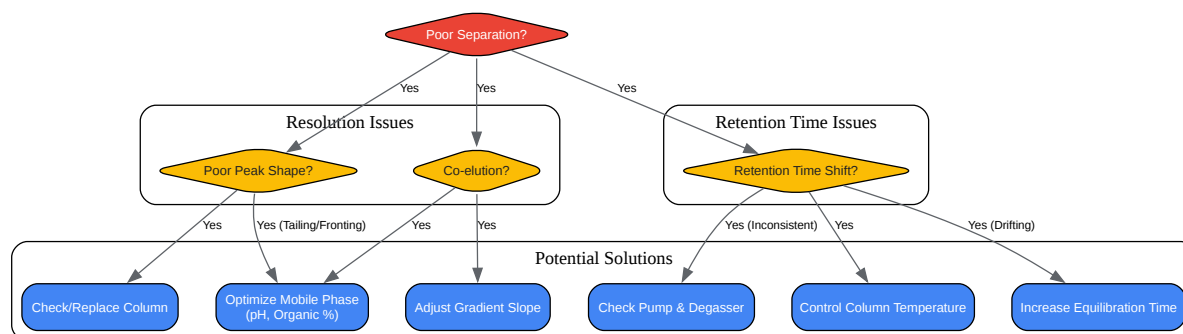 Poor Separation?
Yes
Yes
Yes
Resolution Issues
Retention Time Issues
Poor Peak Shape?
Co-elution?
Retention Time Shift?
Yes
Yes (Tailing/Fronting)
Yes
Yes
Yes (Inconsistent)
Yes
Yes (Drifting)
Potential Solutions
Check/Replace Column
Optimize Mobile Phase
(pH, Organic %)
Adjust Gradient Slope
Check Pump & Degasser
Control Column Temperature
Increase Equilibration Time